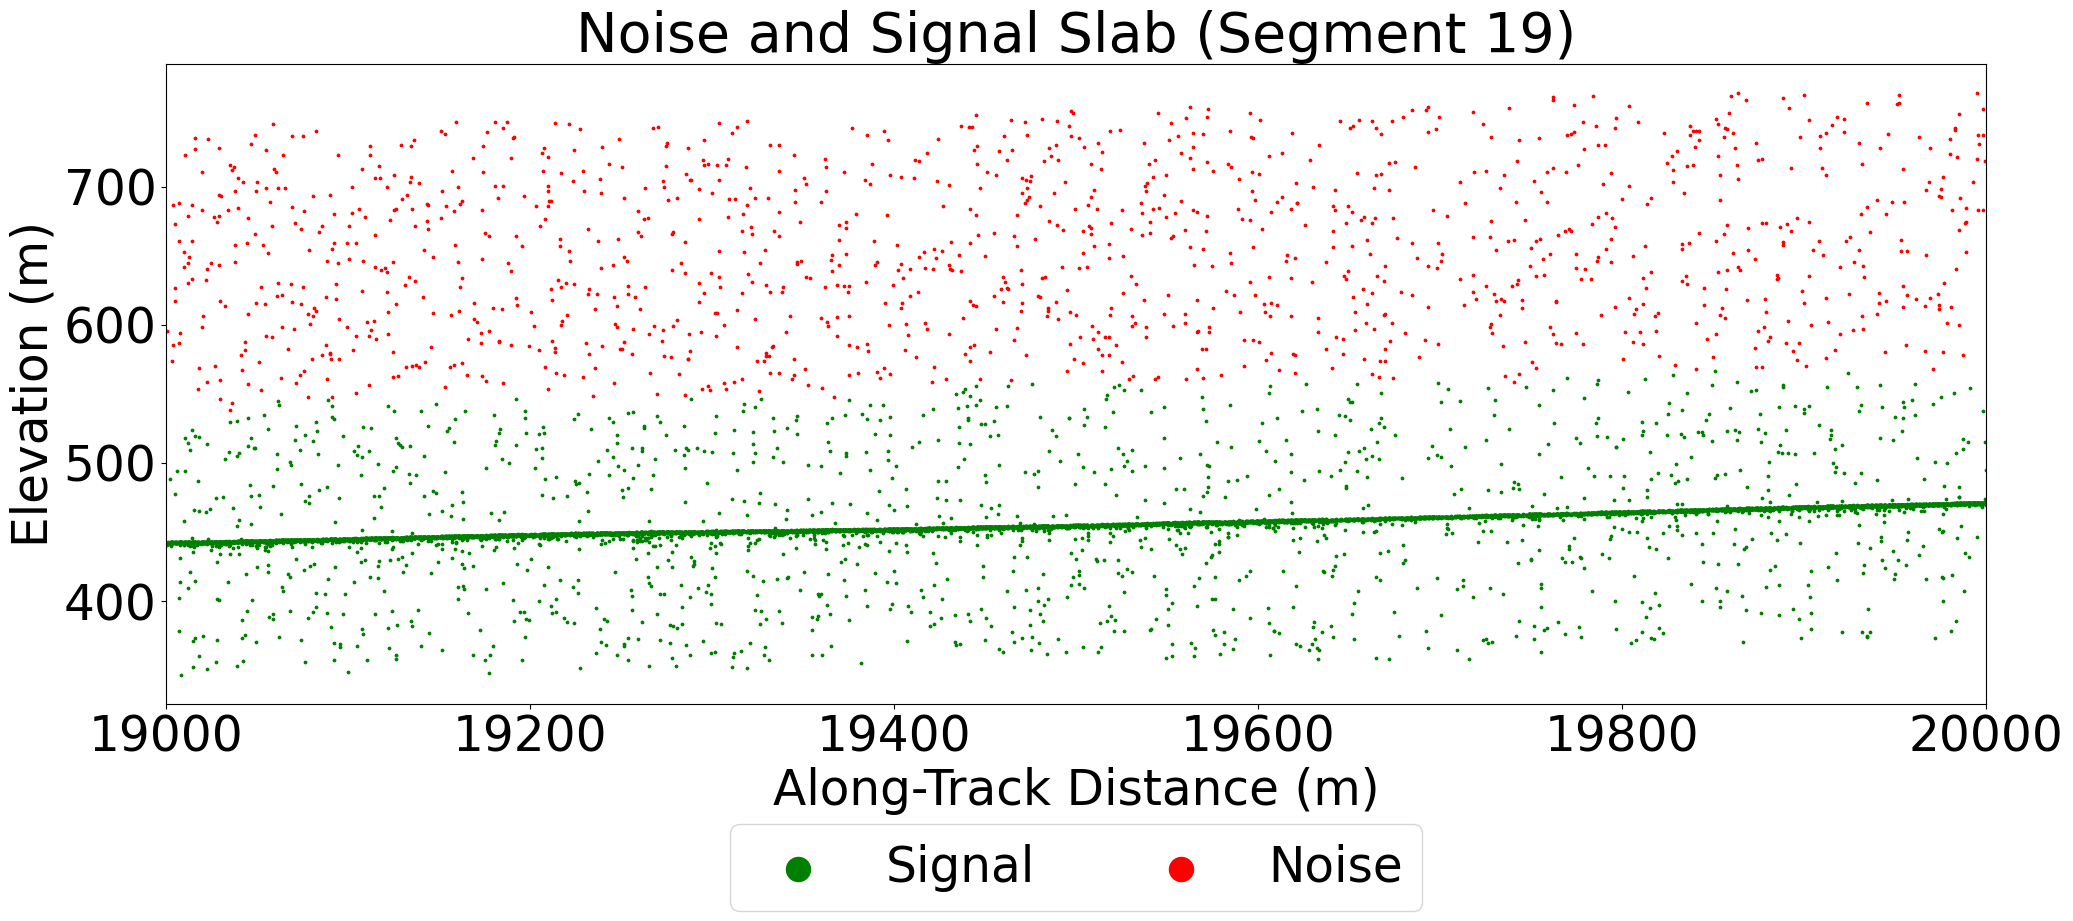 Noise and Signal Slab (Segment 19)
Elevation (m)
700
600
500
400
19000 19200 19400 19600 19800 20000
Along-Track Distance (m)
Signal Noise